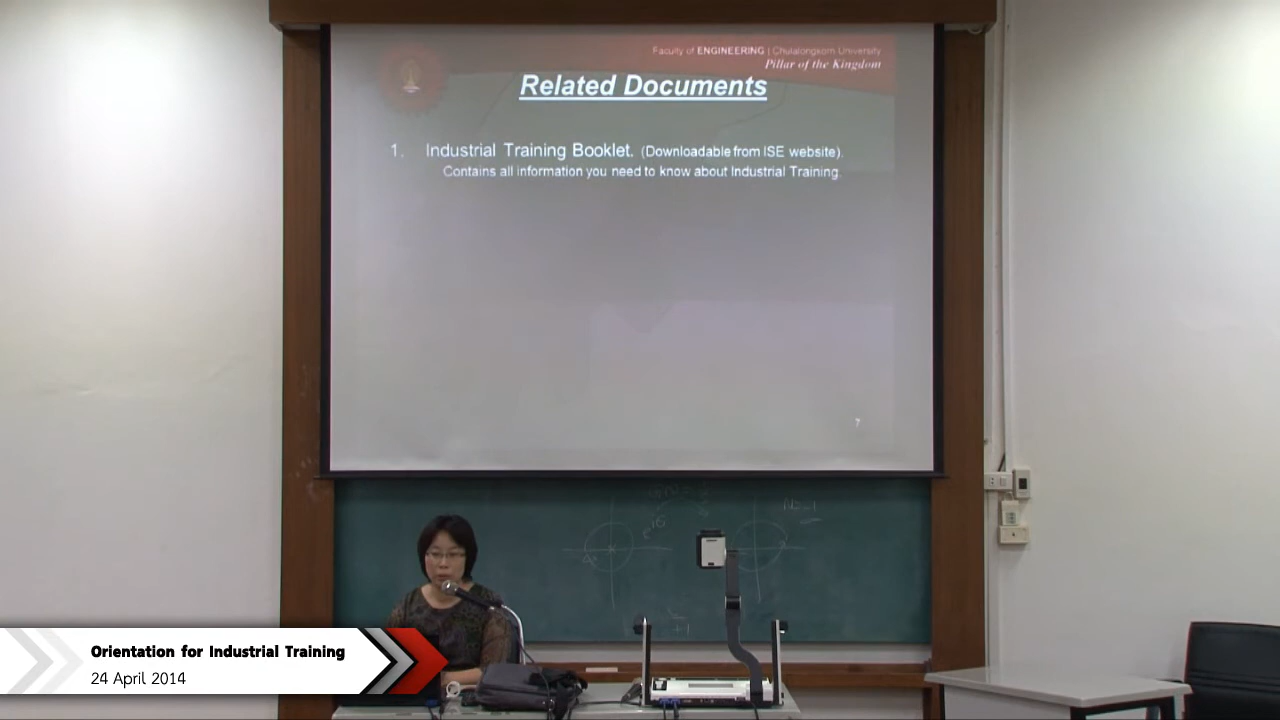 Faculty of ENGINEERING | Chulalongkorn University
Pillar of the Kingdom
Related Documents
1. Industrial Training Booklet. (Downloadable from ISE website).
Contains all information you need to know about Industrial Training.
7
Orientation for Industrial Training
24 April 2014